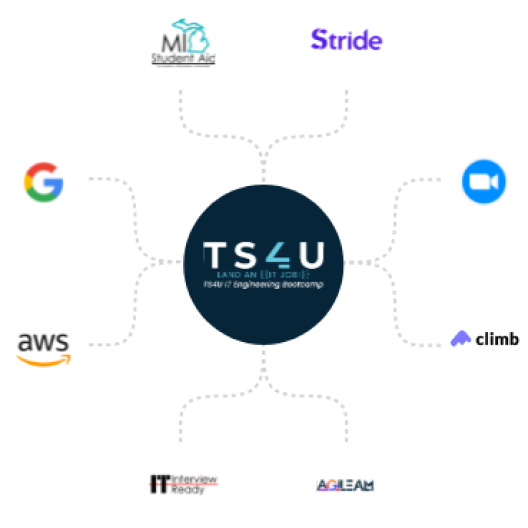 MI
Student Aid
Stride
G
TS4U
LAND AN {{IT JOB}}
TS4U IT Engineering Bootcamp
aws
climb
IT Interview
Ready
AGILEAM